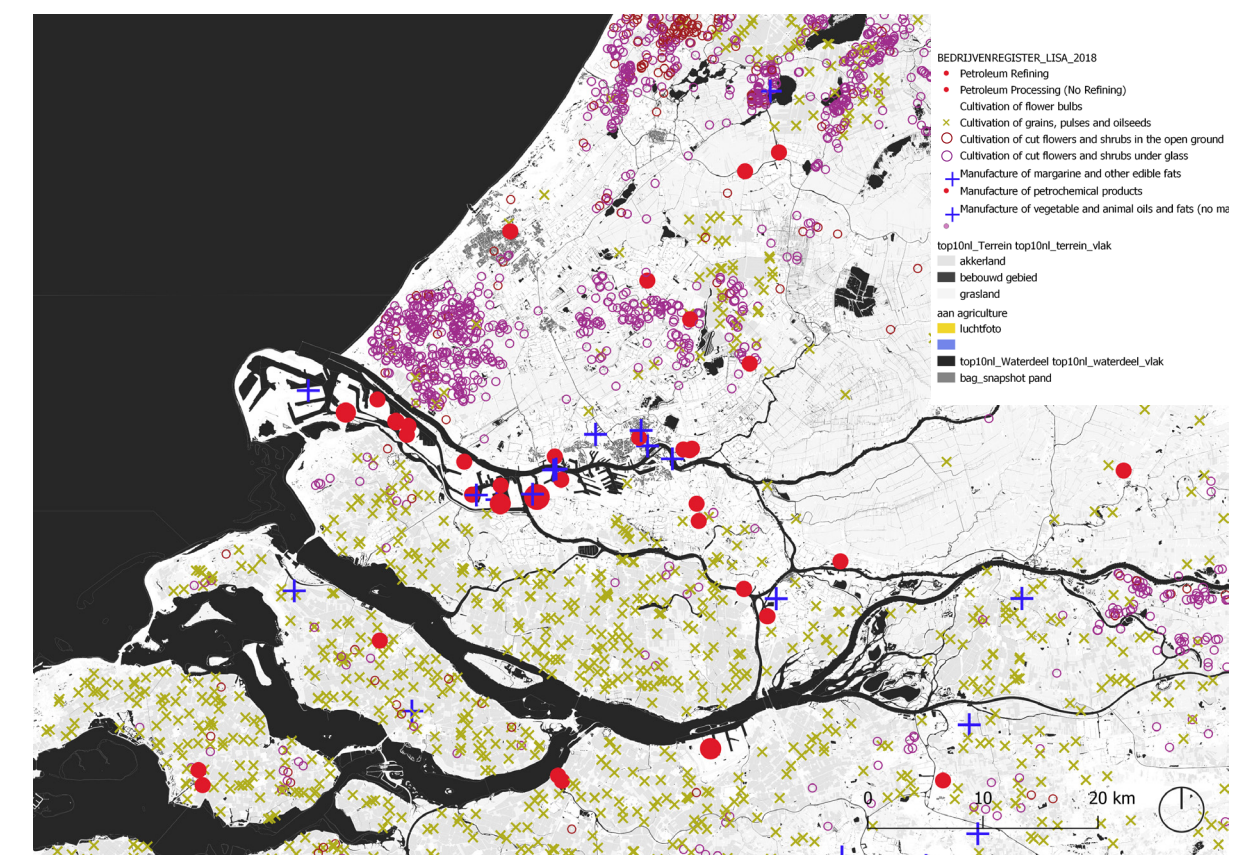 BEDRIJVENREGISTER_LISA_2018
Petroleum Refining
Petroleum Processing (No Refining)
Cultivation of flower bulbs
Cultivation of grains, pulses and oilseeds
Cultivation of cut flowers and shrubs in the open ground
Cultivation of cut flowers and shrubs under glass
Manufacture of margarine and other edible fats
Manufacture of petrochemical products
Manufacture of vegetable and animal oils and fats (no ma
top10nl_Terrein top10nl_terrein_vlak
akkerland
bebouwd gebied
grasland
aan agriculture
luchtfoto
top10nl_Waterdeel top10nl_waterdeel_vlak
bag_snapshot pand
0 10 20 km